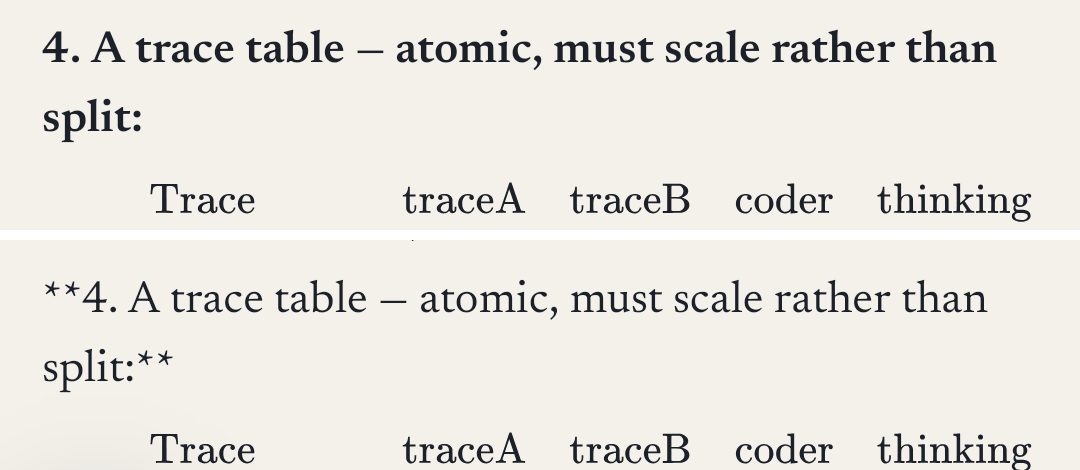 4. A trace table – atomic, must scale rather than
split:
Trace traceA traceB coder thinking
**4. A trace table – atomic, must scale rather than
split:**
Trace traceA traceB coder thinking